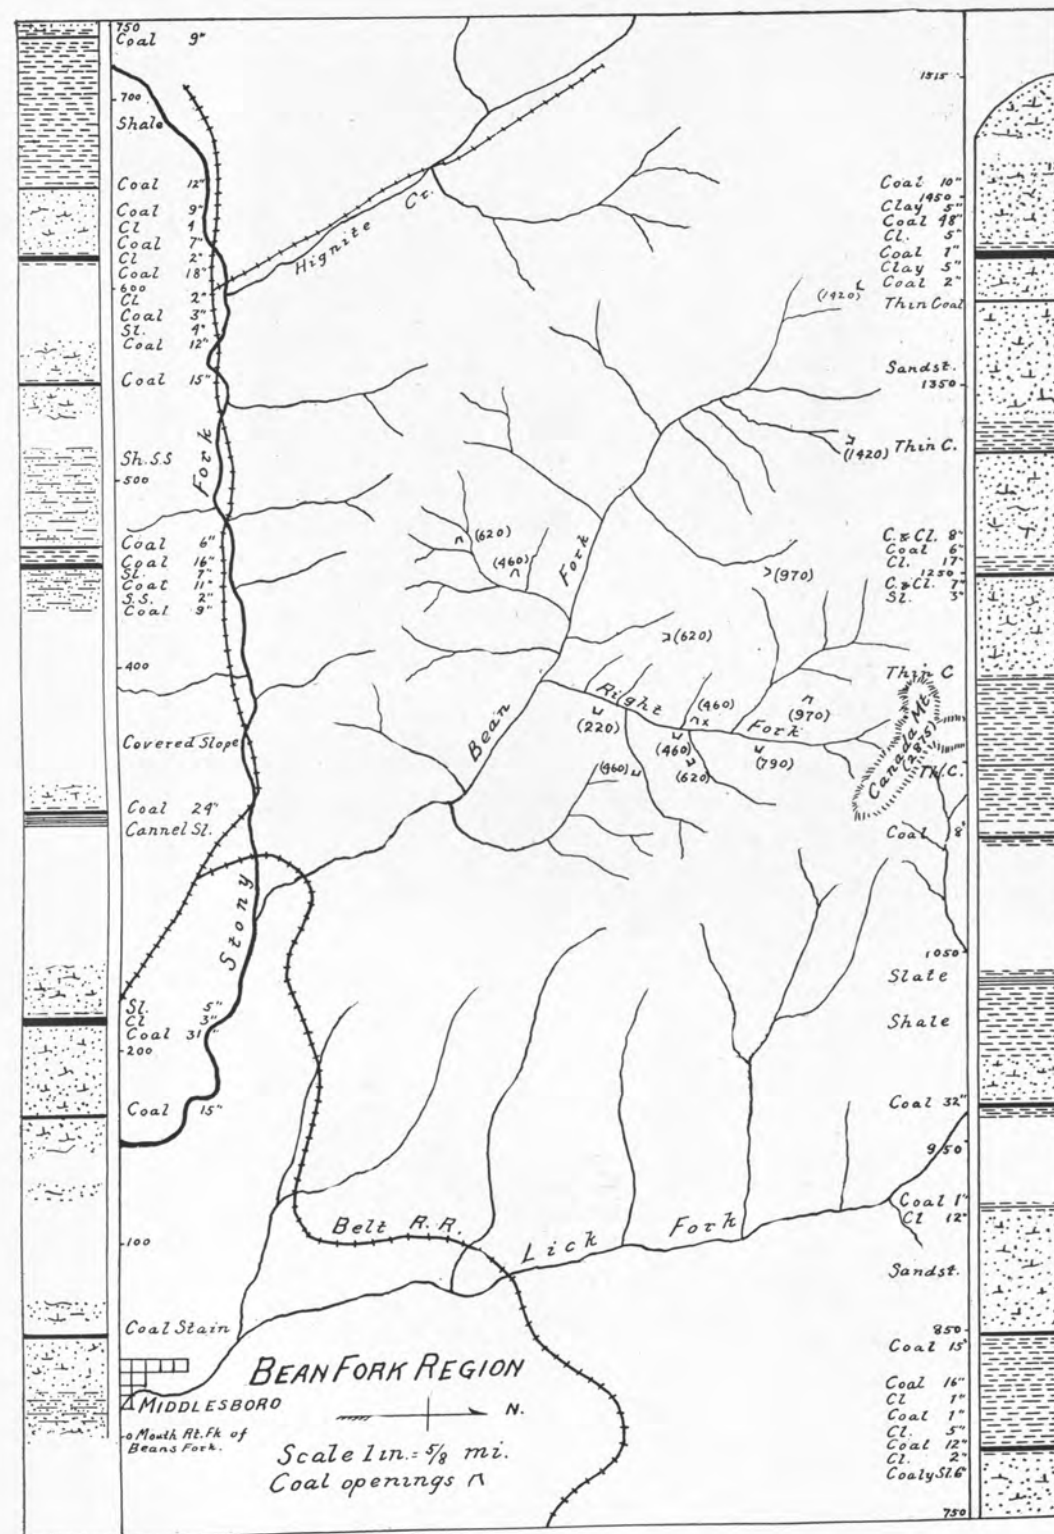 750
Coal 9"
700
Shale
Coal 12"
Coal 9"
Cl 4
Coal 7"
Cl 2"
Coal 18"
600
Cl 2"
Coal 3"
Sl. 4"
Coal 12"
Coal 15"
Sh.S.S
500
Coal 6"
Coal 16"
Sl. 7"
Coal 11"
S.S. 2"
Coal 9"
400
Covered Slope
Coal 24"
Cannel Sl.
Sl. 5"
Cl 3"
Coal 31"
200
Coal 15"
100
Coal Stain
MIDDLESBORO
o Mouth Rt. Fk of
Beans Fork.
Hignite Cr.
Stony Fork
Bean Fork
Right Fork
(1420)
(1420)
(620)
(460)
(970)
(620)
(460)
(970)
(220)
(460)
(620)
(790)
(460)
Canada Mt.
(2875)
Belt R.R.
Lick Fork
BEAN FORK REGION
N.
Scale 1 in. = 5/8 mi.
Coal openings
1515
Coal 10"
1450
Clay 5"
Coal 48"
Cl. 5"
Coal 1"
Clay 5"
Coal 2"
Thin Coal
Sandst.
1350
Thin C.
C.&Cl. 8"
Coal 6"
Cl. 17"
1250
C.&Cl. 7"
Sl. 3"
Thin C
Th.C.
Coal 8"
1050
Slate
Shale
Coal 32"
950
Coal 1"
Cl 12"
Sandst.
850
Coal 15"
Coal 16"
Cl 1"
Coal 1"
Cl. 5"
Coal 12"
Cl. 2"
Coaly Sl. 6"
750